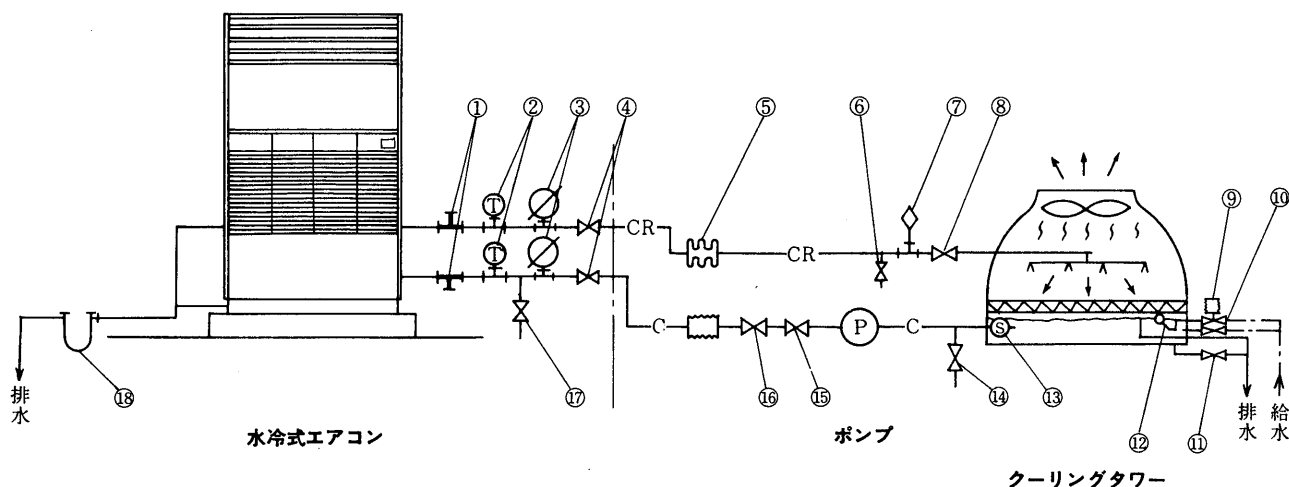 ① ② ③ ④ ⑤ ⑥ ⑦ ⑧
⑨ ⑩
T
CR CR
T
C P C S
⑱ ⑰ ⑯ ⑮ ⑭ ⑬ ⑫ ⑪
排水
排水
給水
水冷式エアコン
ポンプ
クーリングタワー